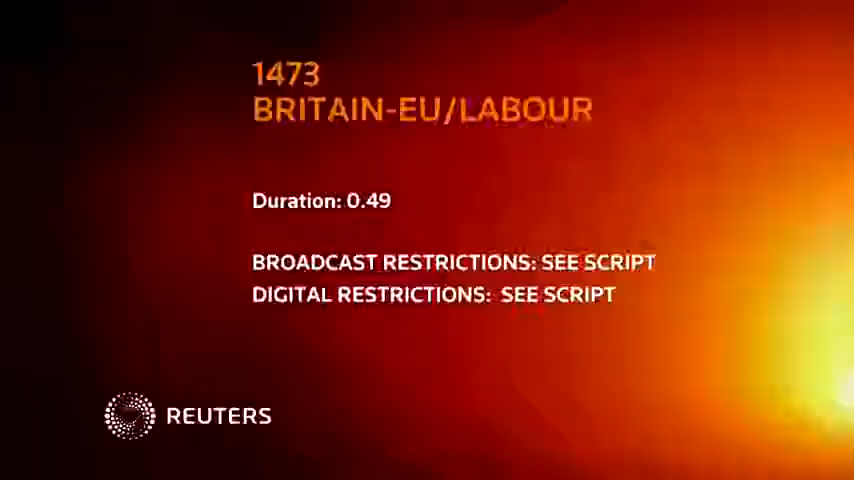 1473
BRITAIN-EU/LABOUR
Duration: 0.49
BROADCAST RESTRICTIONS: SEE SCRIPT
DIGITAL RESTRICTIONS: SEE SCRIPT
REUTERS